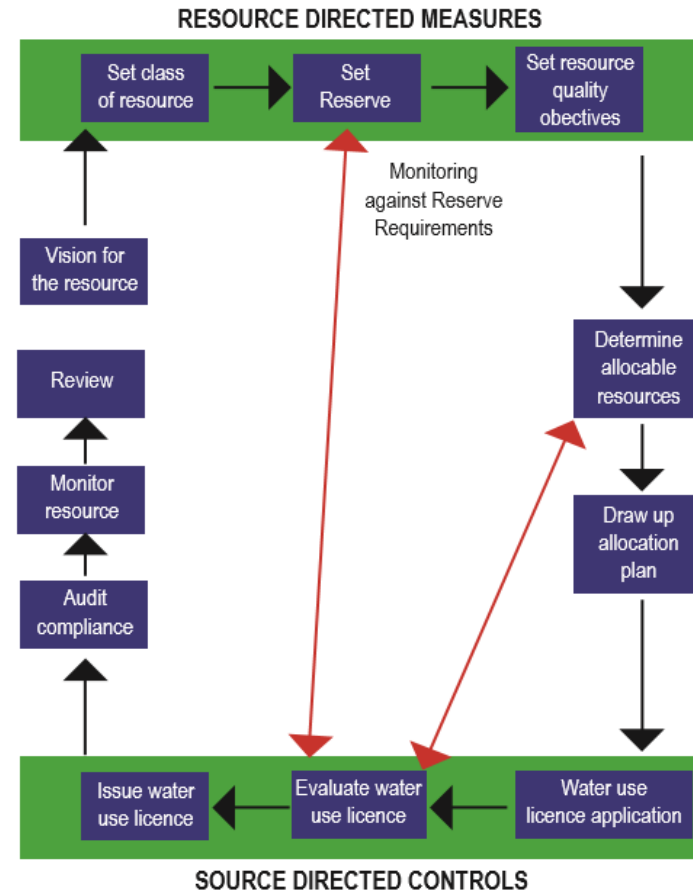 RESOURCE DIRECTED MEASURES
Set class
of resource
Set
Reserve
Set resource
quality
obectives
Monitoring
against Reserve
Requirements
Vision for
the resource
Determine
allocable
resources
Review
Monitor
resource
Draw up
allocation
plan
Audit
compliance
Issue water
use licence
Evaluate water
use licence
Water use
licence application
SOURCE DIRECTED CONTROLS